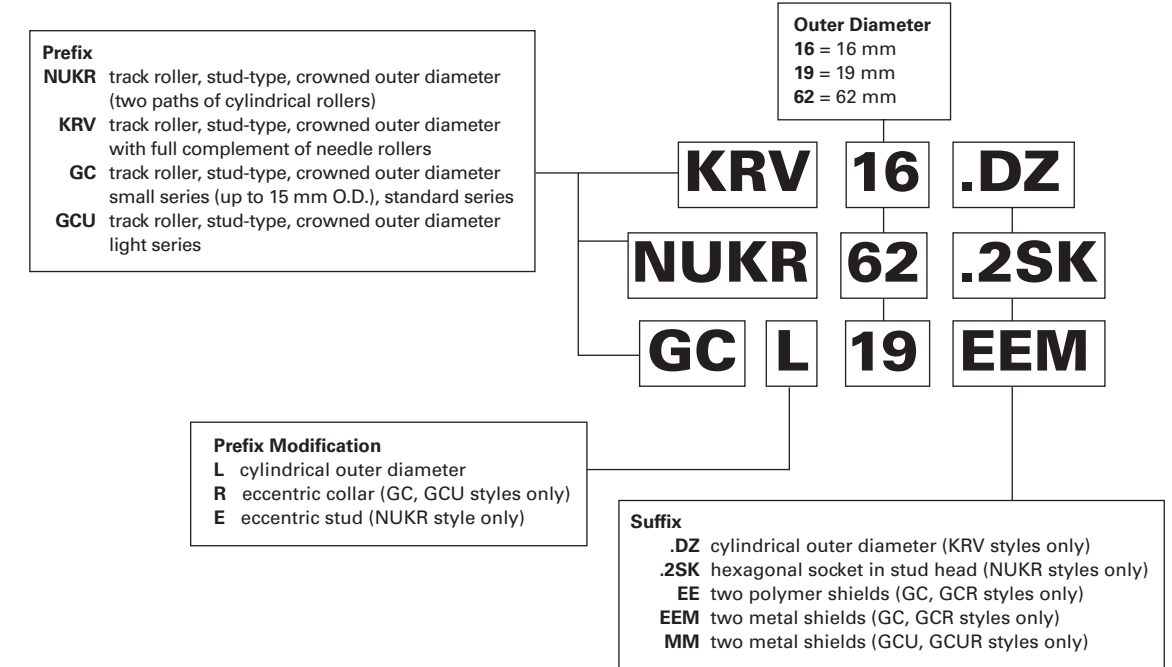 Outer Diameter
16 = 16 mm
19 = 19 mm
62 = 62 mm
Prefix
NUKR track roller, stud-type, crowned outer diameter
(two paths of cylindrical rollers)
KRV track roller, stud-type, crowned outer diameter
with full complement of needle rollers
GC track roller, stud-type, crowned outer diameter
small series (up to 15 mm O.D.), standard series
GCU track roller, stud-type, crowned outer diameter
light series
KRV 16 .DZ
NUKR 62 .2SK
GC L 19 EEM
Prefix Modification
L cylindrical outer diameter
R eccentric collar (GC, GCU styles only)
E eccentric stud (NUKR style only)
Suffix
.DZ cylindrical outer diameter (KRV styles only)
.2SK hexagonal socket in stud head (NUKR styles only)
EE two polymer shields (GC, GCR styles only)
EEM two metal shields (GC, GCR styles only)
MM two metal shields (GCU, GCUR styles only)